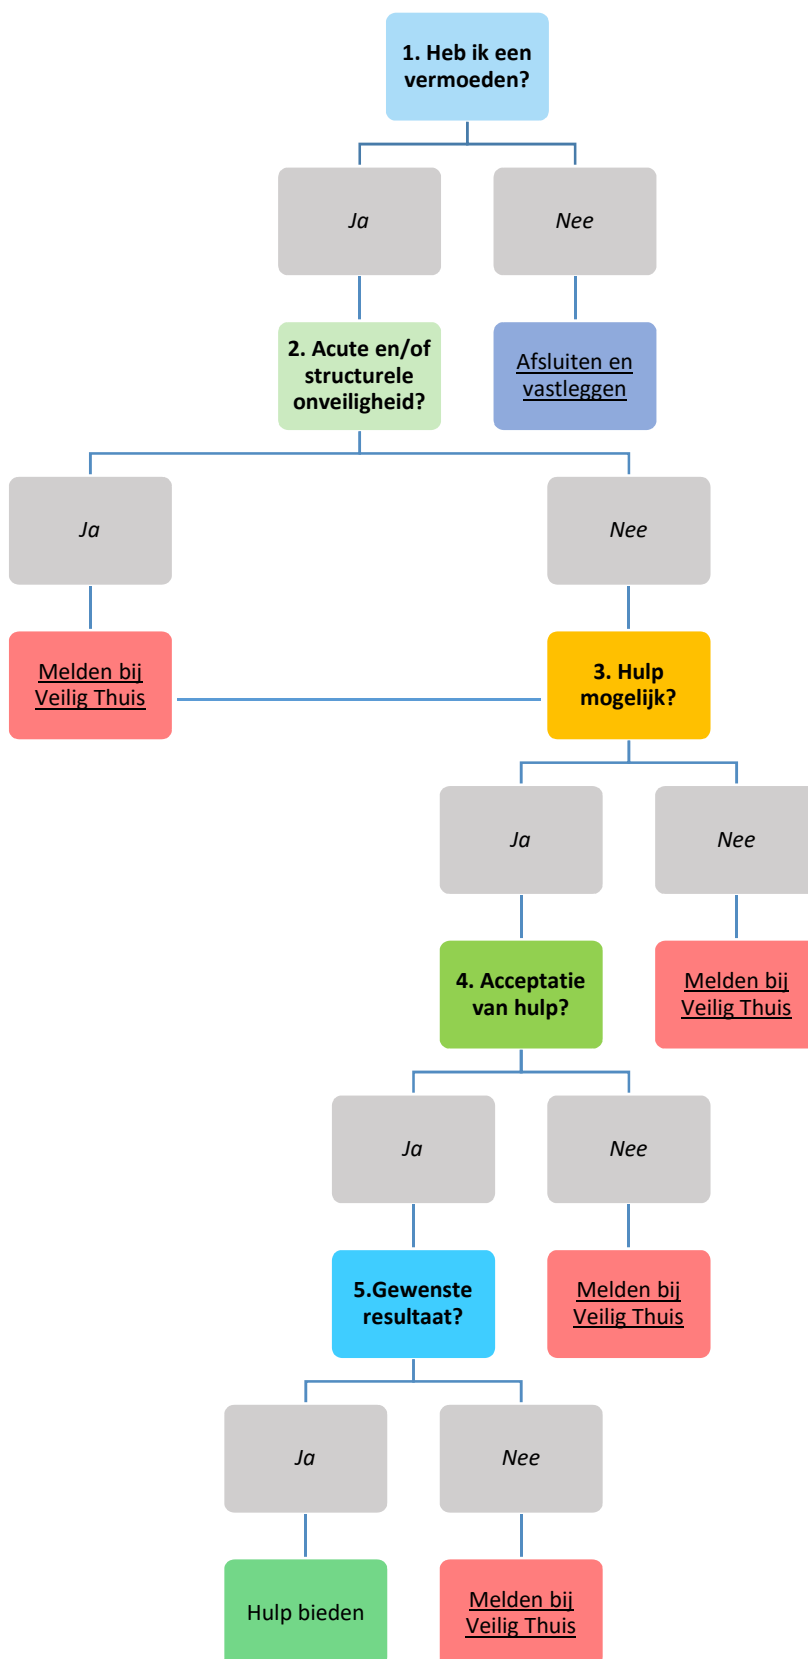 1. Heb ik een
vermoeden?
Ja
Nee
2. Acute en/of
structurele
onveiligheid?
Afsluiten en
vastleggen
Ja
Nee
Melden bij
Veilig Thuis
3. Hulp
mogelijk?
Ja
Nee
4. Acceptatie
van hulp?
Melden bij
Veilig Thuis
Ja
Nee
5.Gewenste
resultaat?
Melden bij
Veilig Thuis
Ja
Nee
Hulp bieden
Melden bij
Veilig Thuis